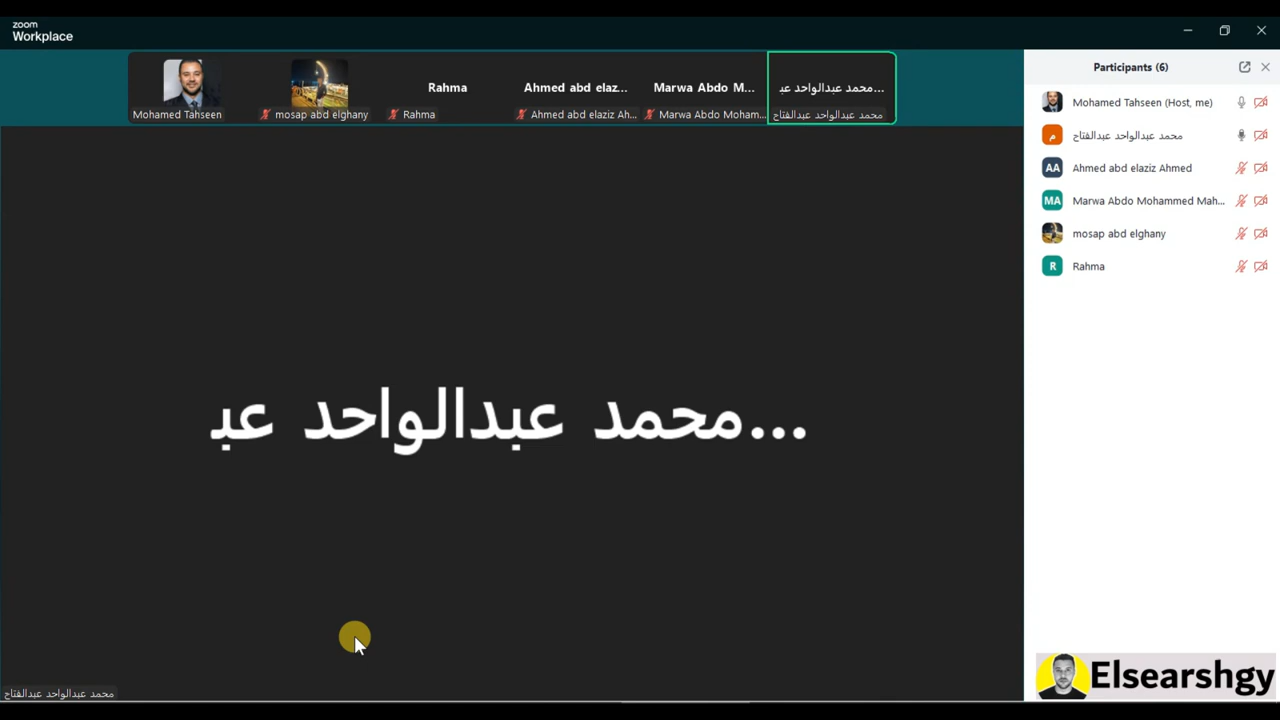 zoom
Workplace
Mohamed Tahseen
mosap abd elghany
Rahma
Rahma
Ahmed abd elaz...
Ahmed abd elaziz Ah...
Marwa Abdo M...
Marwa Abdo Moham...
محمد عبدالواحد عب...
محمد عبدالواحد عبدالفتاح
Participants (6)
Mohamed Tahseen (Host, me)
محمد عبدالواحد عبدالفتاح
AA Ahmed abd elaziz Ahmed
MA Marwa Abdo Mohammed Mah...
mosap abd elghany
R Rahma
م
محمد عبدالواحد عب...
محمد عبدالواحد عبدالفتاح
Elsearshgy